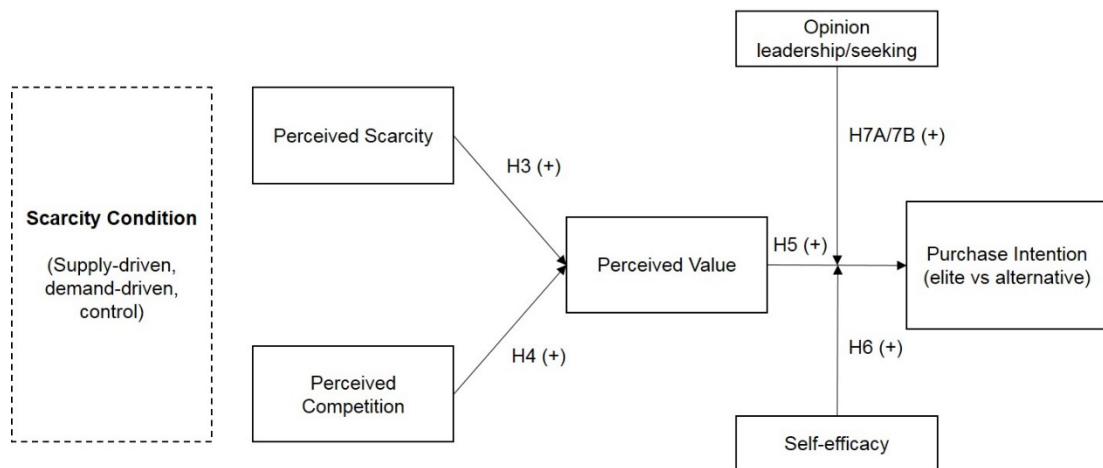 Opinion
leadership/seeking
Perceived Scarcity
H3 (+)
H7A/7B (+)
Scarcity Condition
(Supply-driven,
demand-driven,
control)
Perceived Value
H5 (+)
Purchase Intention
(elite vs alternative)
H4 (+)
H6 (+)
Perceived
Competition
Self-efficacy